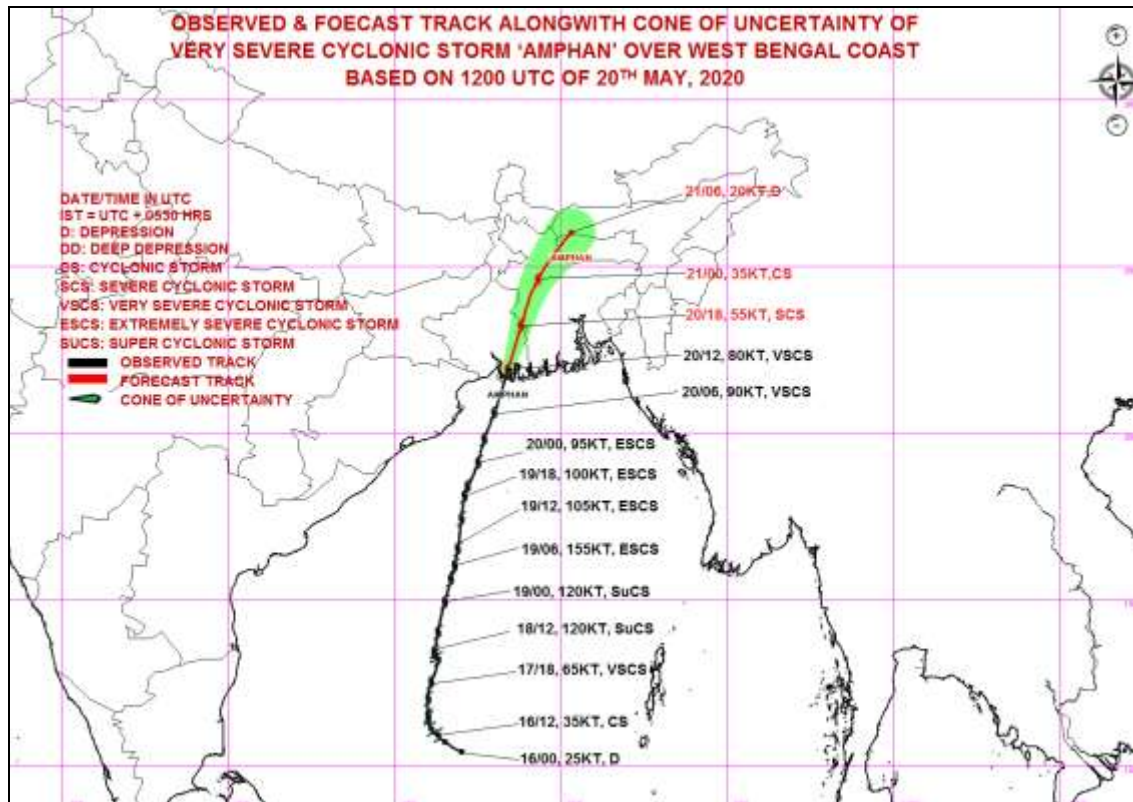 OBSERVED & FOECAST TRACK ALONGWITH CONE OF UNCERTAINTY OF
VERY SEVERE CYCLONIC STORM ‘AMPHAN’ OVER WEST BENGAL COAST
BASED ON 1200 UTC OF 20TH MAY, 2020
DATE/TIME IN UTC
IST = UTC + 0530 HRS
D: DEPRESSION
DD: DEEP DEPRESSION
CS: CYCLONIC STORM
SCS: SEVERE CYCLONIC STORM
VSCS: VERY SEVERE CYCLONIC STORM
ESCS: EXTREMELY SEVERE CYCLONIC STORM
SUCS: SUPER CYCLONIC STORM
OBSERVED TRACK
FORECAST TRACK
CONE OF UNCERTAINTY
21/06, 20KT,D
AMPHAN
21/00, 35KT,CS
20/18, 55KT, SCS
20/12, 80KT, VSCS
AMPHAN
20/06, 90KT, VSCS
20/00, 95KT, ESCS
19/18, 100KT, ESCS
19/12, 105KT, ESCS
19/06, 155KT, ESCS
19/00, 120KT, SuCS
18/12, 120KT, SuCS
17/18, 65KT, VSCS
16/12, 35KT, CS
16/00, 25KT, D